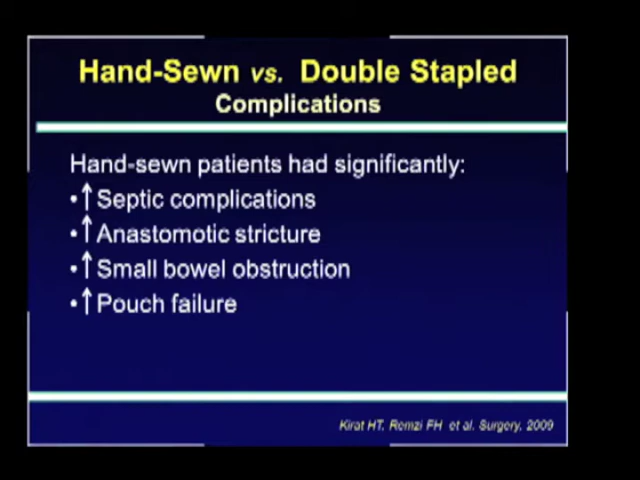 Hand-Sewn vs. Double Stapled
Complications
Hand-sewn patients had significantly:
•↑ Septic complications
•↑ Anastomotic stricture
•↑ Small bowel obstruction
•↑ Pouch failure
Kirat HT, Remzi FH et al. Surgery, 2009